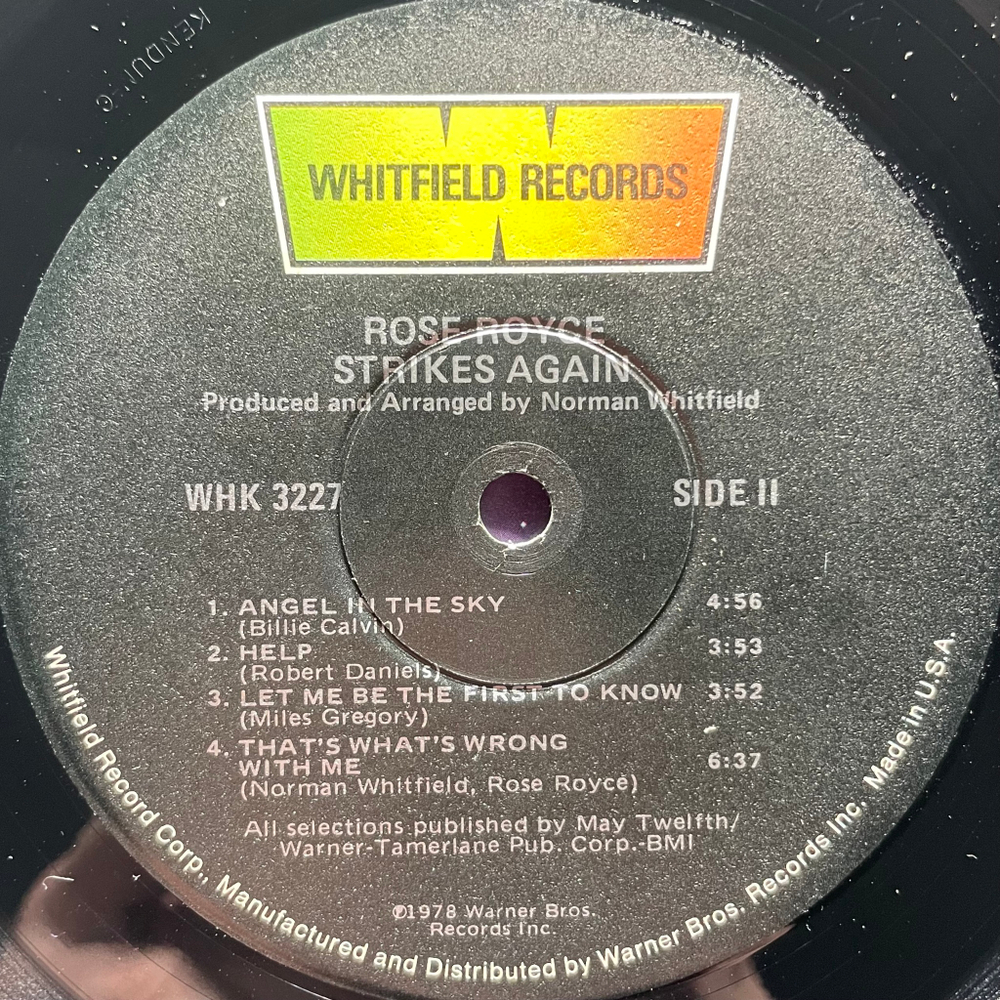 WHITFIELD RECORDS
ROSE ROYCE
STRIKES AGAIN
Produced and Arranged by Norman Whitfield
WHK 3227
SIDE II
1. ANGEL IN THE SKY 4:56
(Billie Calvin)
2. HELP 3:53
(Robert Daniels)
3. LET ME BE THE FIRST TO KNOW 3:52
(Miles Gregory)
4. THAT'S WHAT'S WRONG
WITH ME 6:37
(Norman Whitfield, Rose Royce)
All selections published by May Twelfth/
Warner-Tamerlane Pub. Corp.-BMI
℗1978 Warner Bros.
Records Inc.
Whitfield Record Corp., Manufactured and Distributed by Warner Bros. Records Inc, Made in U.S.A.